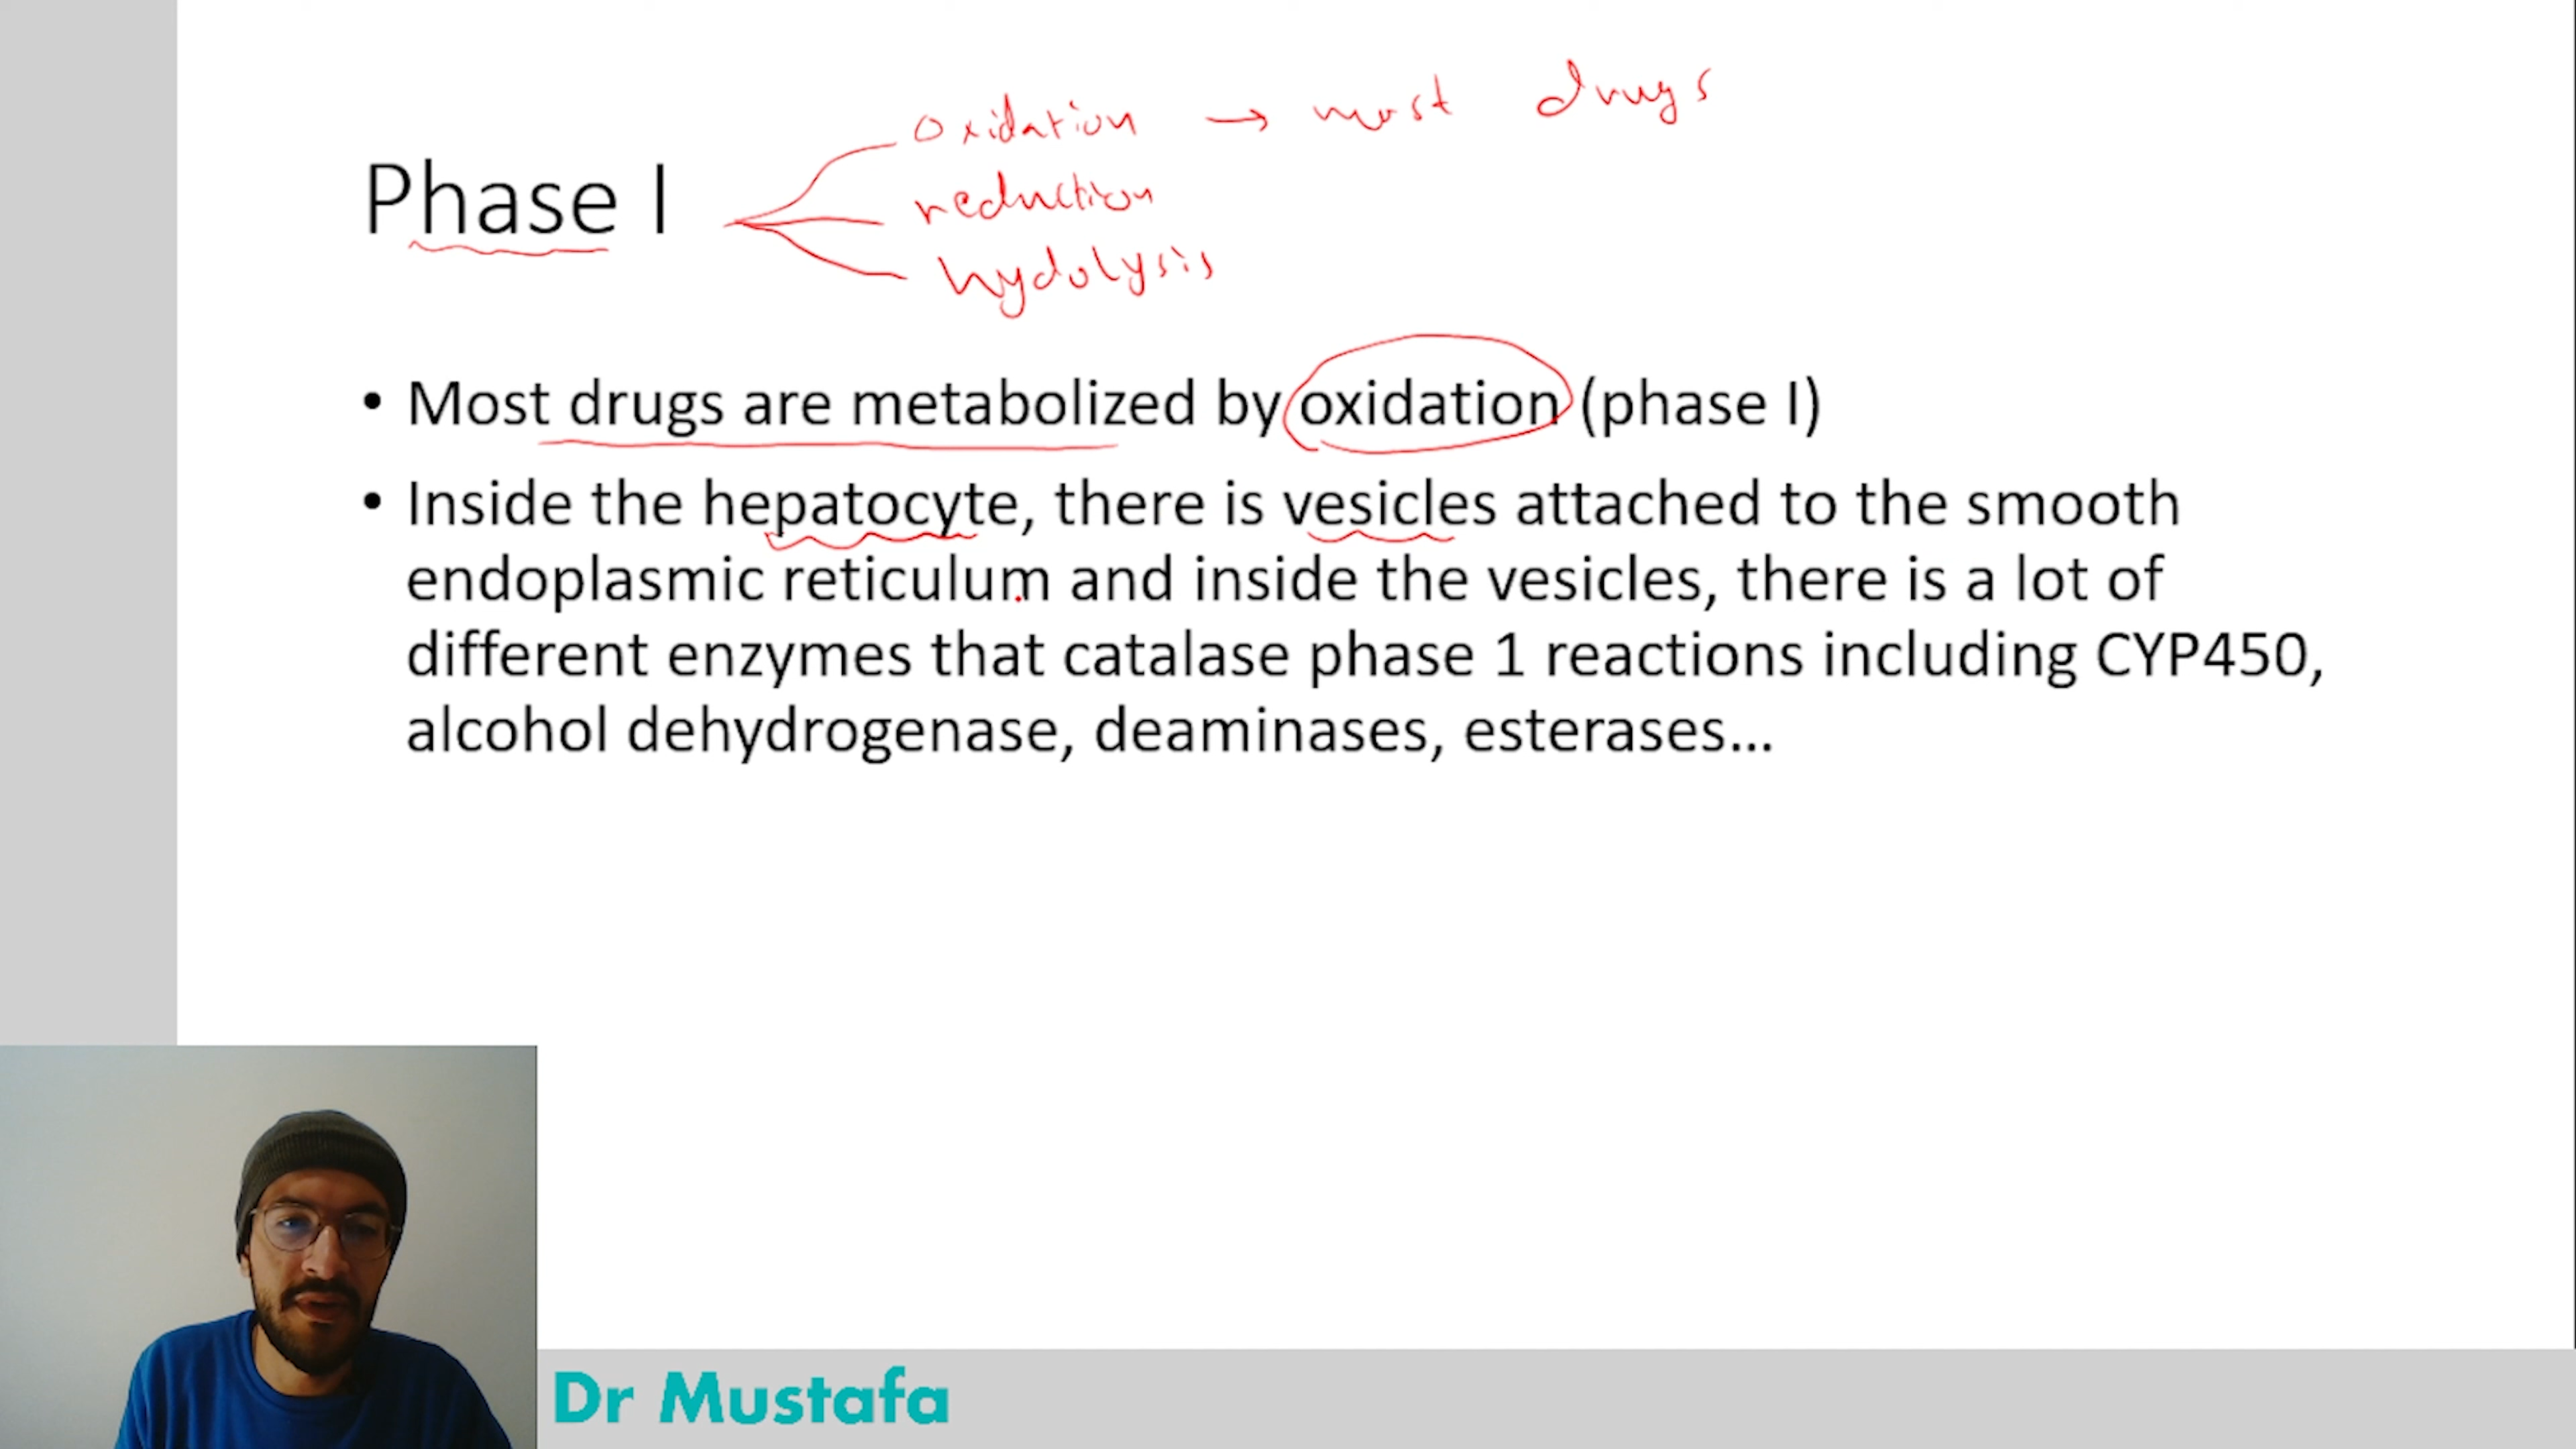 oxidation → most drugs
Phase I
reduction
hydolysis
• Most drugs are metabolized by oxidation (phase I)
• Inside the hepatocyte, there is vesicles attached to the smooth
endoplasmic reticulum and inside the vesicles, there is a lot of
different enzymes that catalase phase 1 reactions including CYP450,
alcohol dehydrogenase, deaminases, esterases...
Dr Mustafa